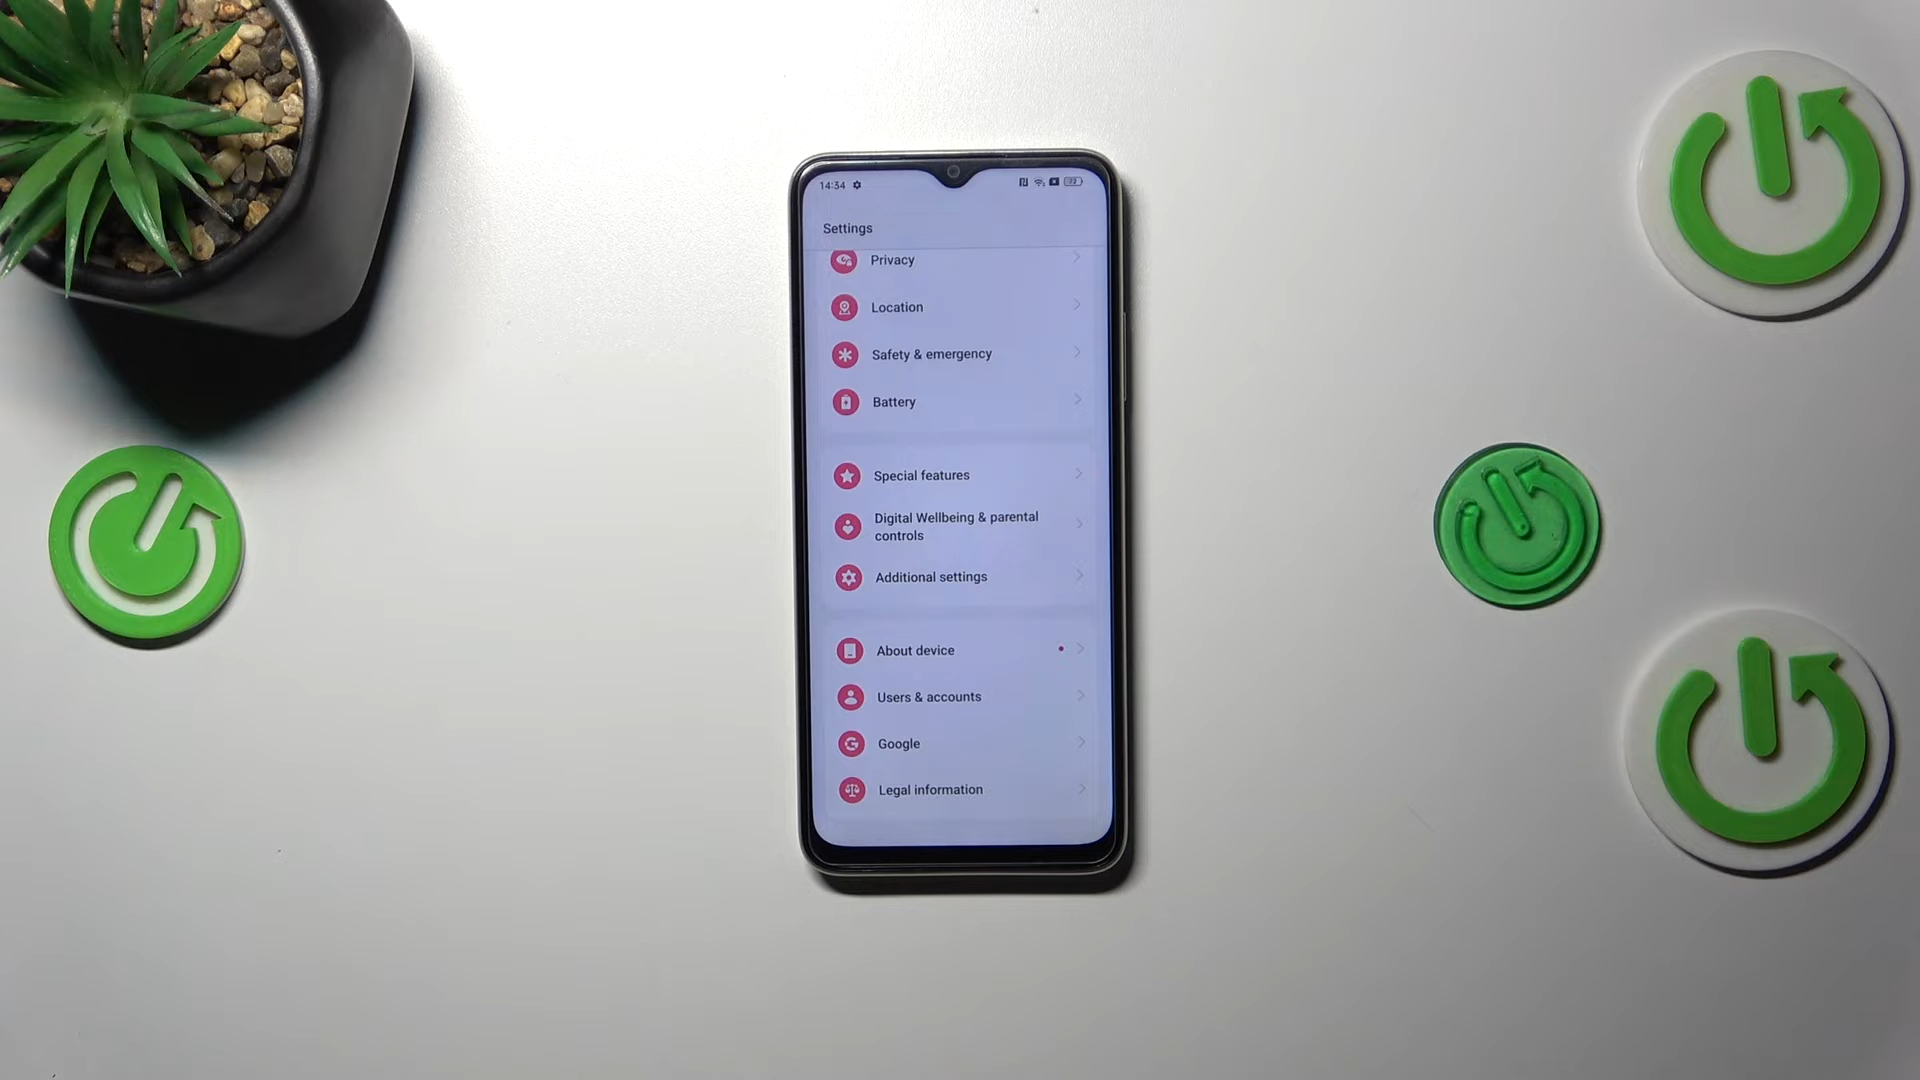 14:34
Settings
Privacy
Location
Safety & emergency
Battery
Special features
Digital Wellbeing & parental
controls
Additional settings
About device
Users & accounts
Google
Legal information